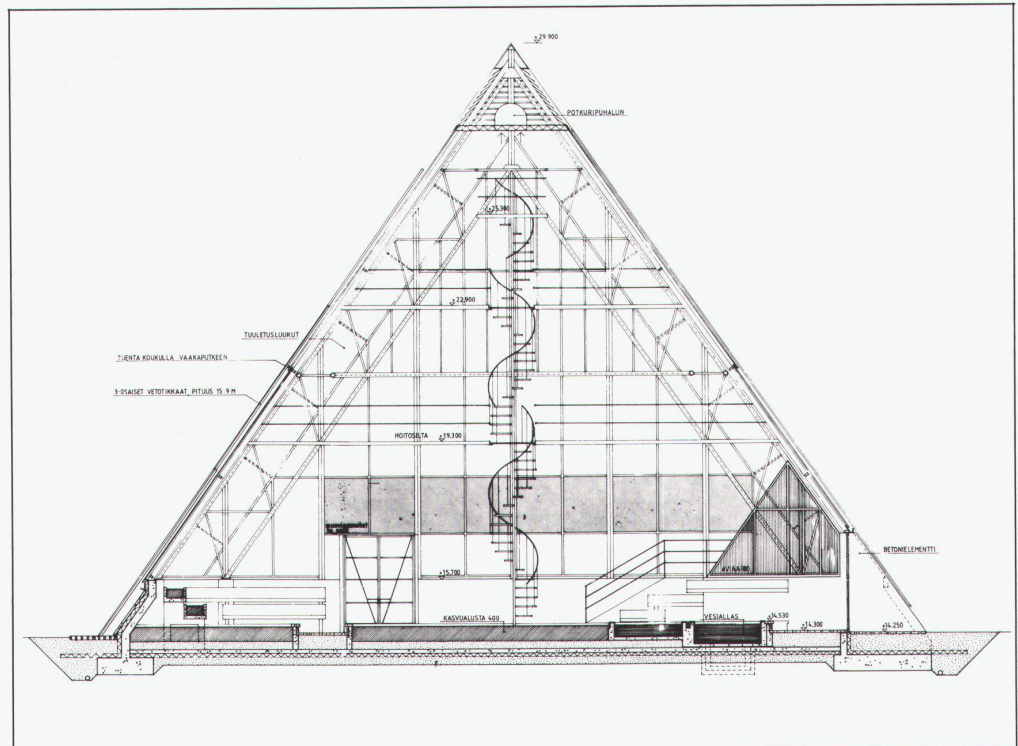 +29.900
POTKURIPUHALLIN
+25.300
+22.900
TUULETUSLUUKUT
TUENTA KOUKULLA VAAKAPUTKEEN
3-OSAISET VETOTIKKAAT, PITUUS 15.9 M
HOITOSILTA +19.300
BETONIELEMENTTI
+15.700
KASVUALUSTA 400
VESIALLAS
+14.530
+14.300
+14.250